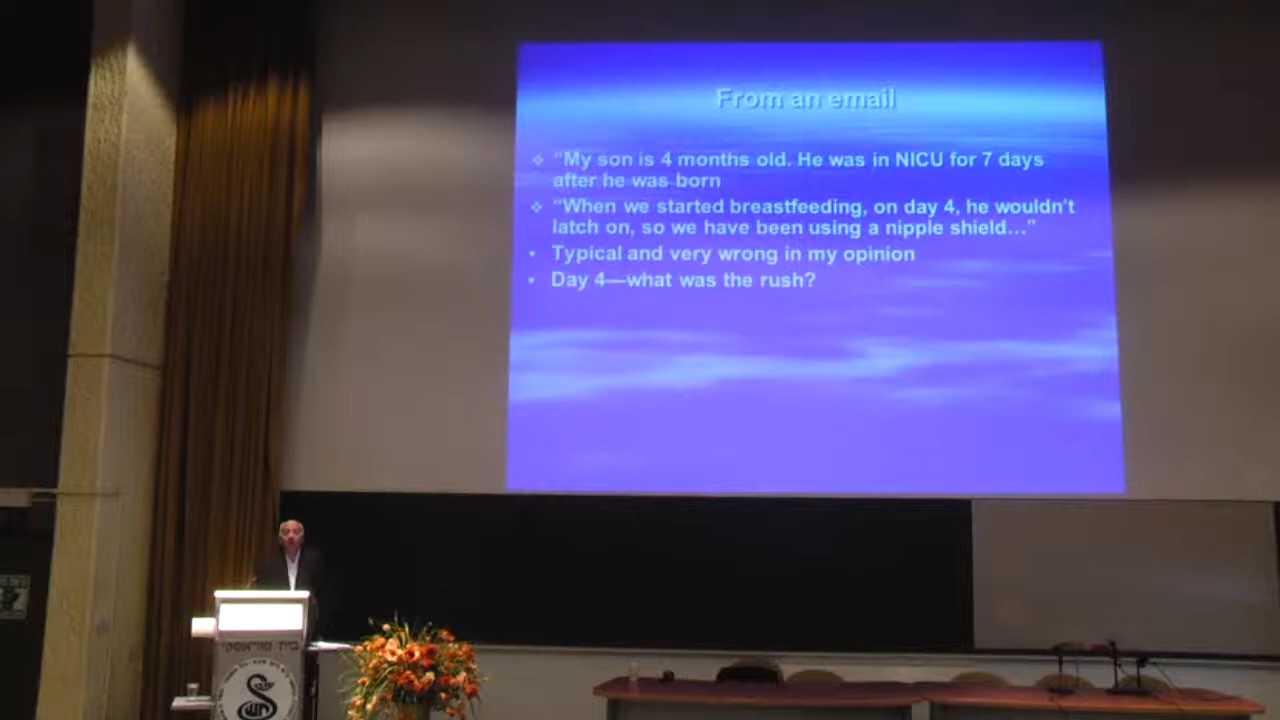 From an email
❖ "My son is 4 months old. He was in NICU for 7 days
after he was born
❖ "When we started breastfeeding, on day 4, he wouldn't
latch on, so we have been using a nipple shield…"
• Typical and very wrong in my opinion
• Day 4—what was the rush?
בית סוראסקי